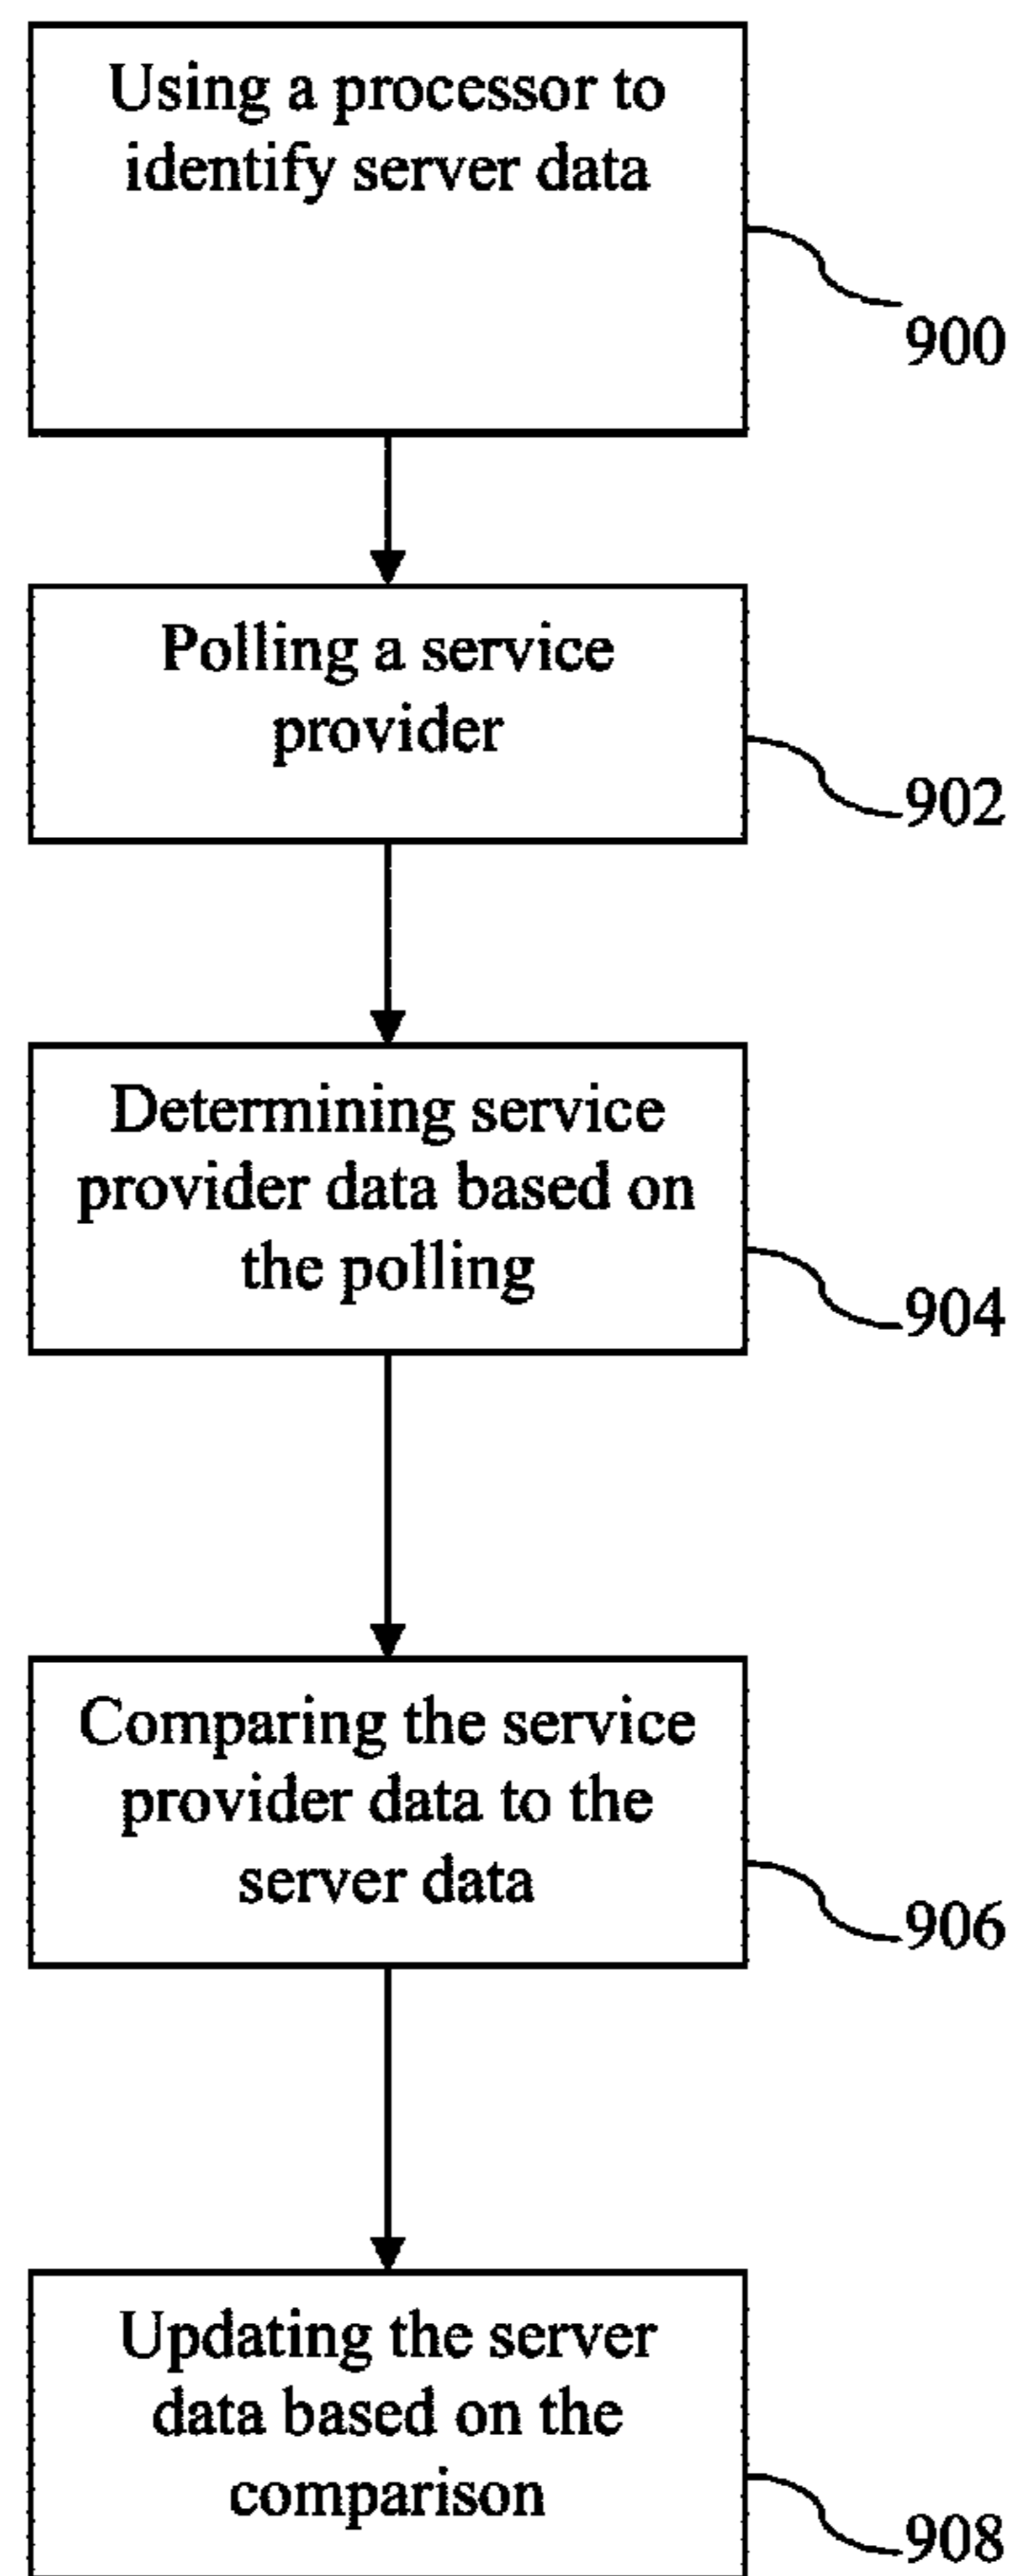 Using a processor to
identify server data
900
Polling a service
provider
902
Determining service
provider data based on
the polling
904
Comparing the service
provider data to the
server data
906
Updating the server
data based on the
comparison
908